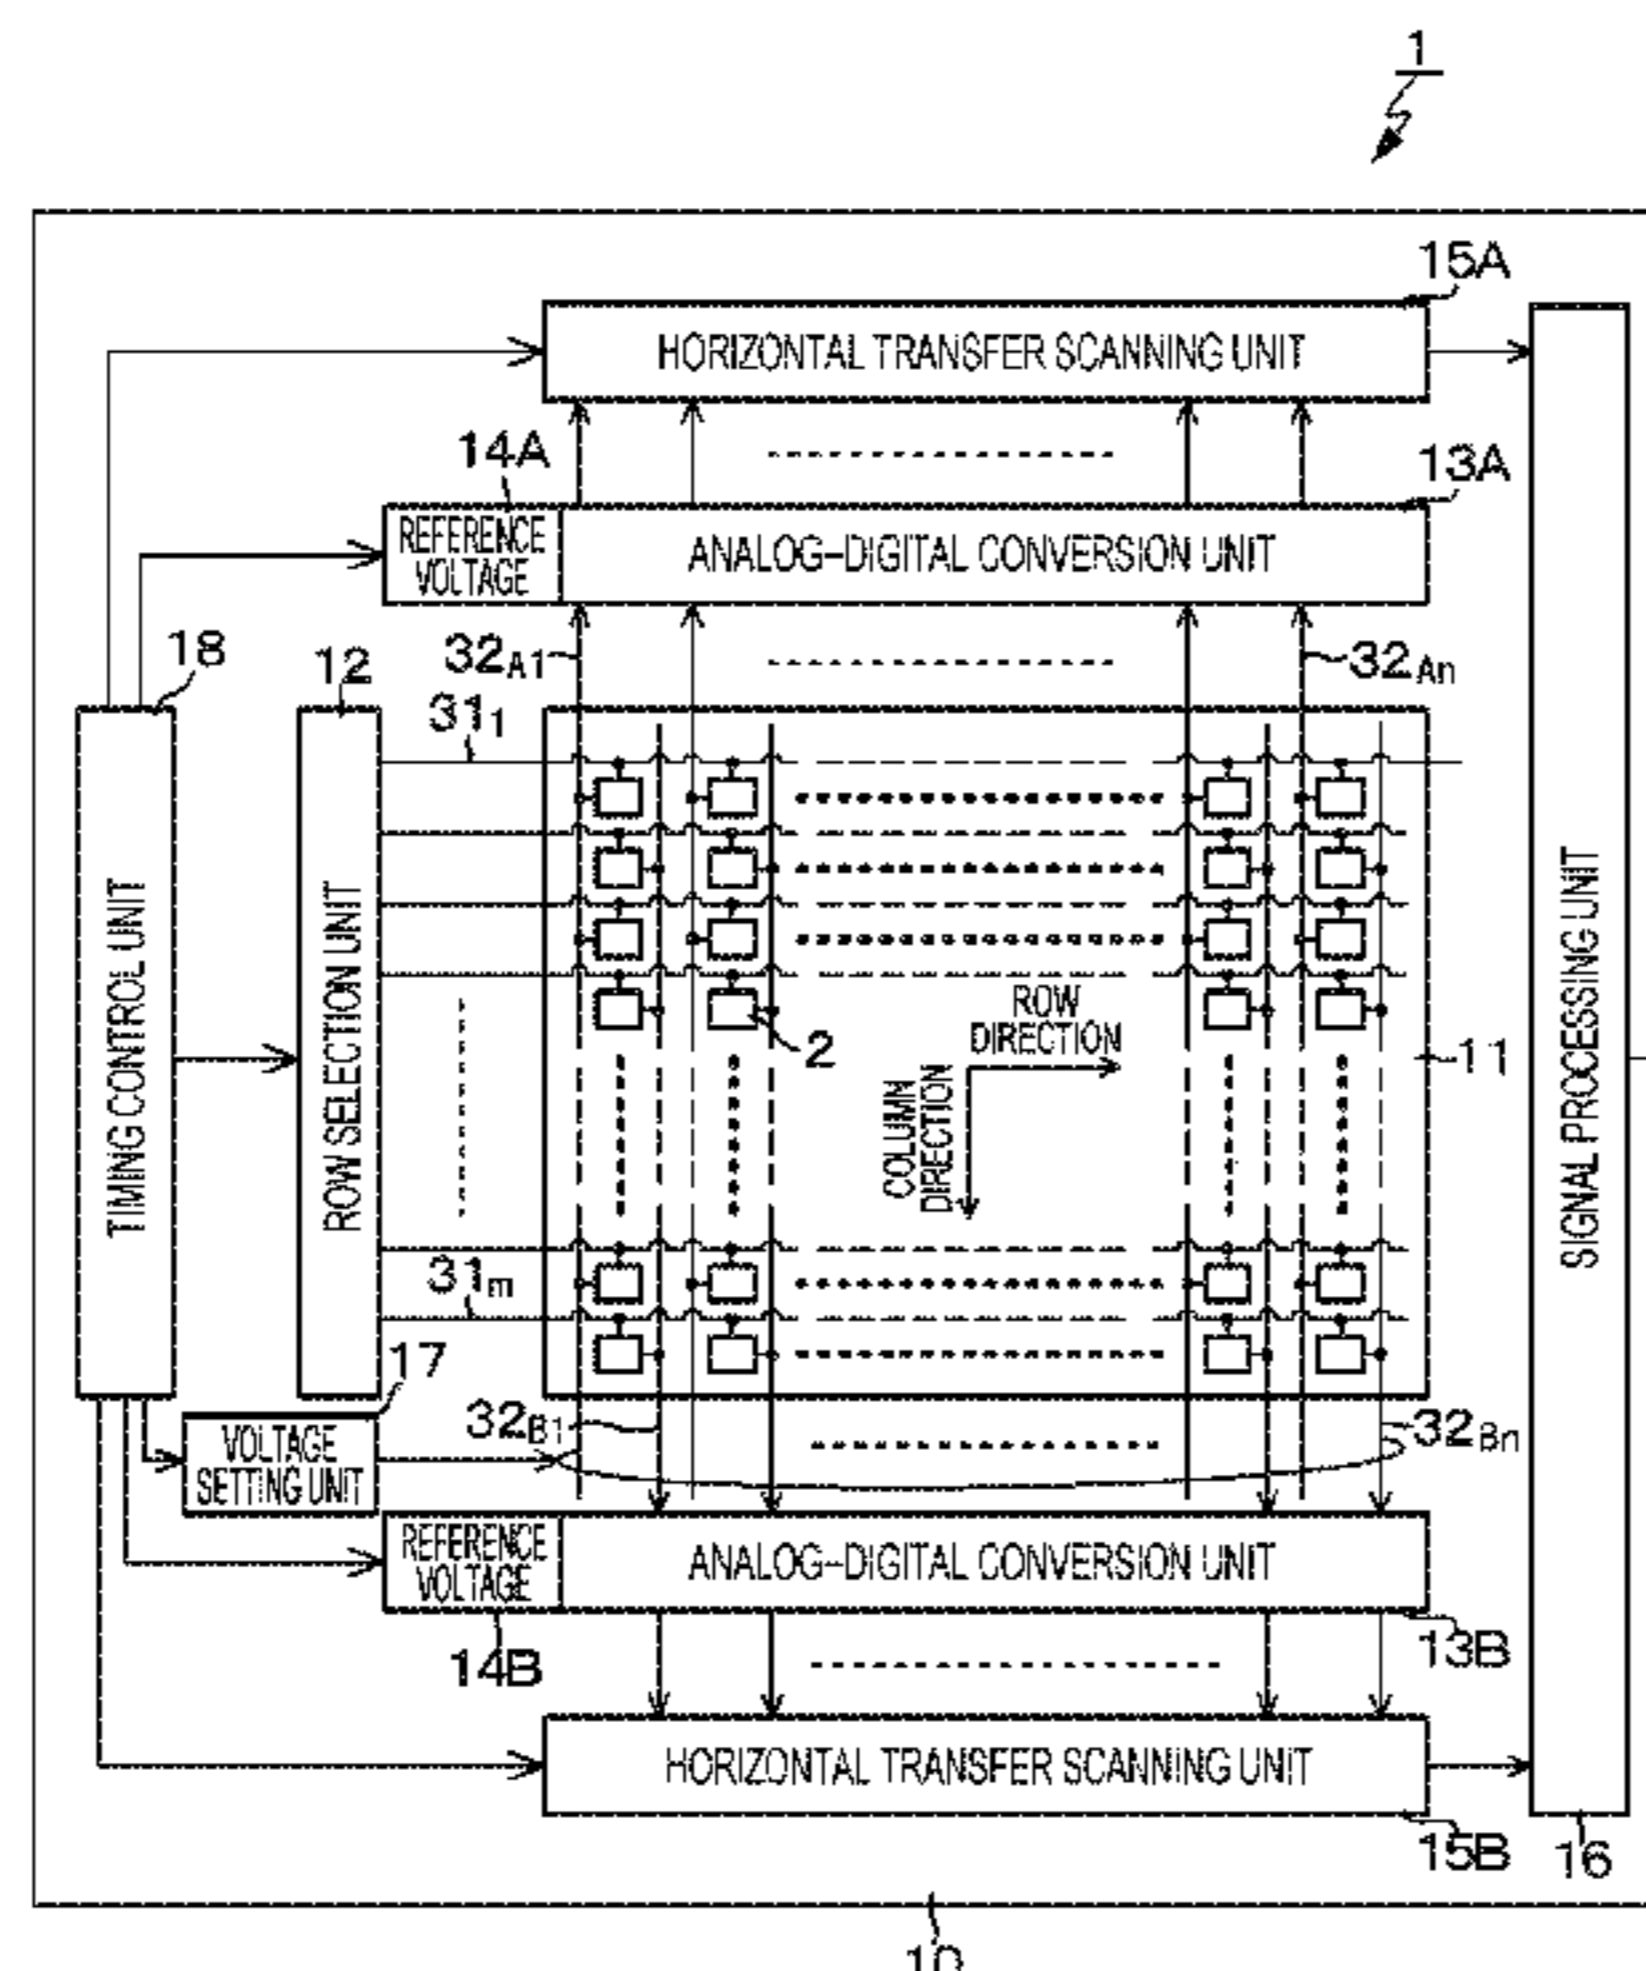 1
15A
HORIZONTAL TRANSFER SCANNING UNIT
14A
13A
REFERENCE
VOLTAGE
ANALOG-DIGITAL CONVERSION UNIT
18
12
32A1
32An
311
TIMING CONTROL UNIT
ROW SELECTION UNIT
2
ROW
DIRECTION
COLUMN
DIRECTION
11
SIGNAL PROCESSING UNIT
31m
17
VOLTAGE
SETTING UNIT
32B1
32Bn
REFERENCE
VOLTAGE
ANALOG-DIGITAL CONVERSION UNIT
14B
13B
HORIZONTAL TRANSFER SCANNING UNIT
15B
16
10